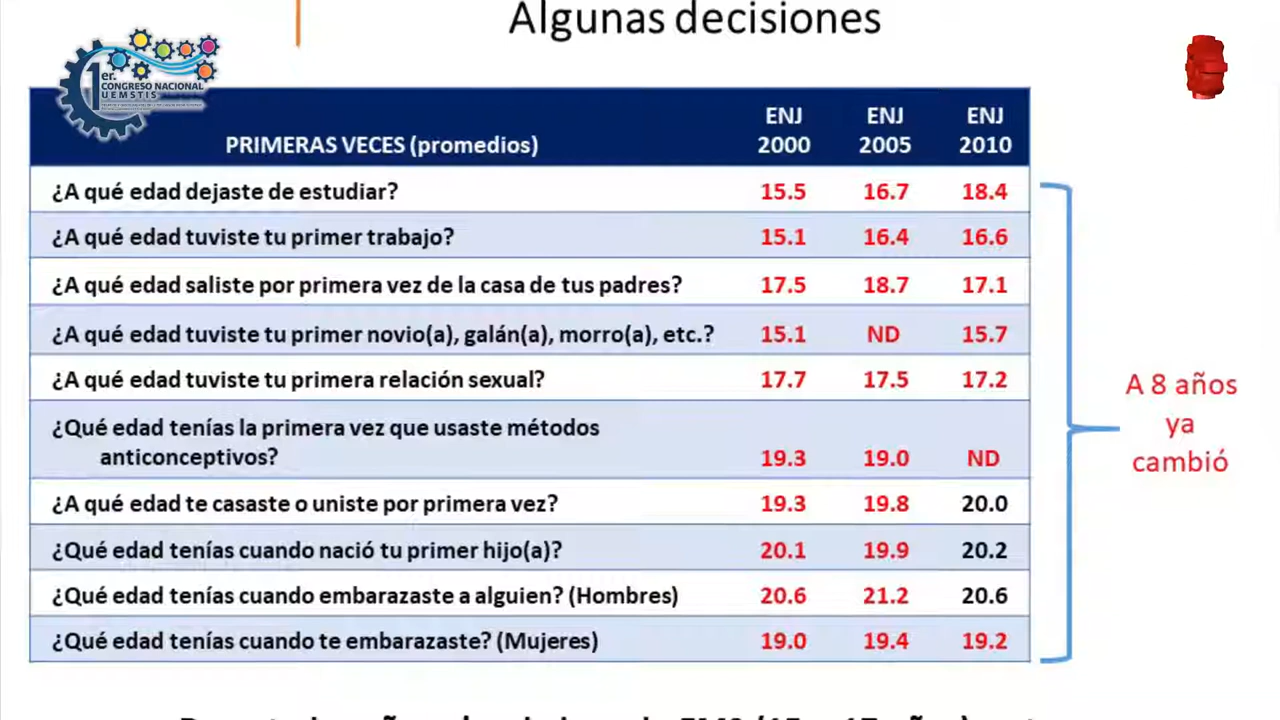 Algunas decisiones
1er.
CONGRESO NACIONAL
UEMSTIS
PRIMERAS VECES (promedios) ENJ 2000 ENJ 2005 ENJ 2010
¿A qué edad dejaste de estudiar? 15.5 16.7 18.4
¿A qué edad tuviste tu primer trabajo? 15.1 16.4 16.6
¿A qué edad saliste por primera vez de la casa de tus padres? 17.5 18.7 17.1
¿A qué edad tuviste tu primer novio(a), galán(a), morro(a), etc.? 15.1 ND 15.7
¿A qué edad tuviste tu primera relación sexual? 17.7 17.5 17.2
¿Qué edad tenías la primera vez que usaste métodos
anticonceptivos? 19.3 19.0 ND
¿A qué edad te casaste o uniste por primera vez? 19.3 19.8 20.0
¿Qué edad tenías cuando nació tu primer hijo(a)? 20.1 19.9 20.2
¿Qué edad tenías cuando embarazaste a alguien? (Hombres) 20.6 21.2 20.6
¿Qué edad tenías cuando te embarazaste? (Mujeres) 19.0 19.4 19.2
A 8 años
ya
cambió